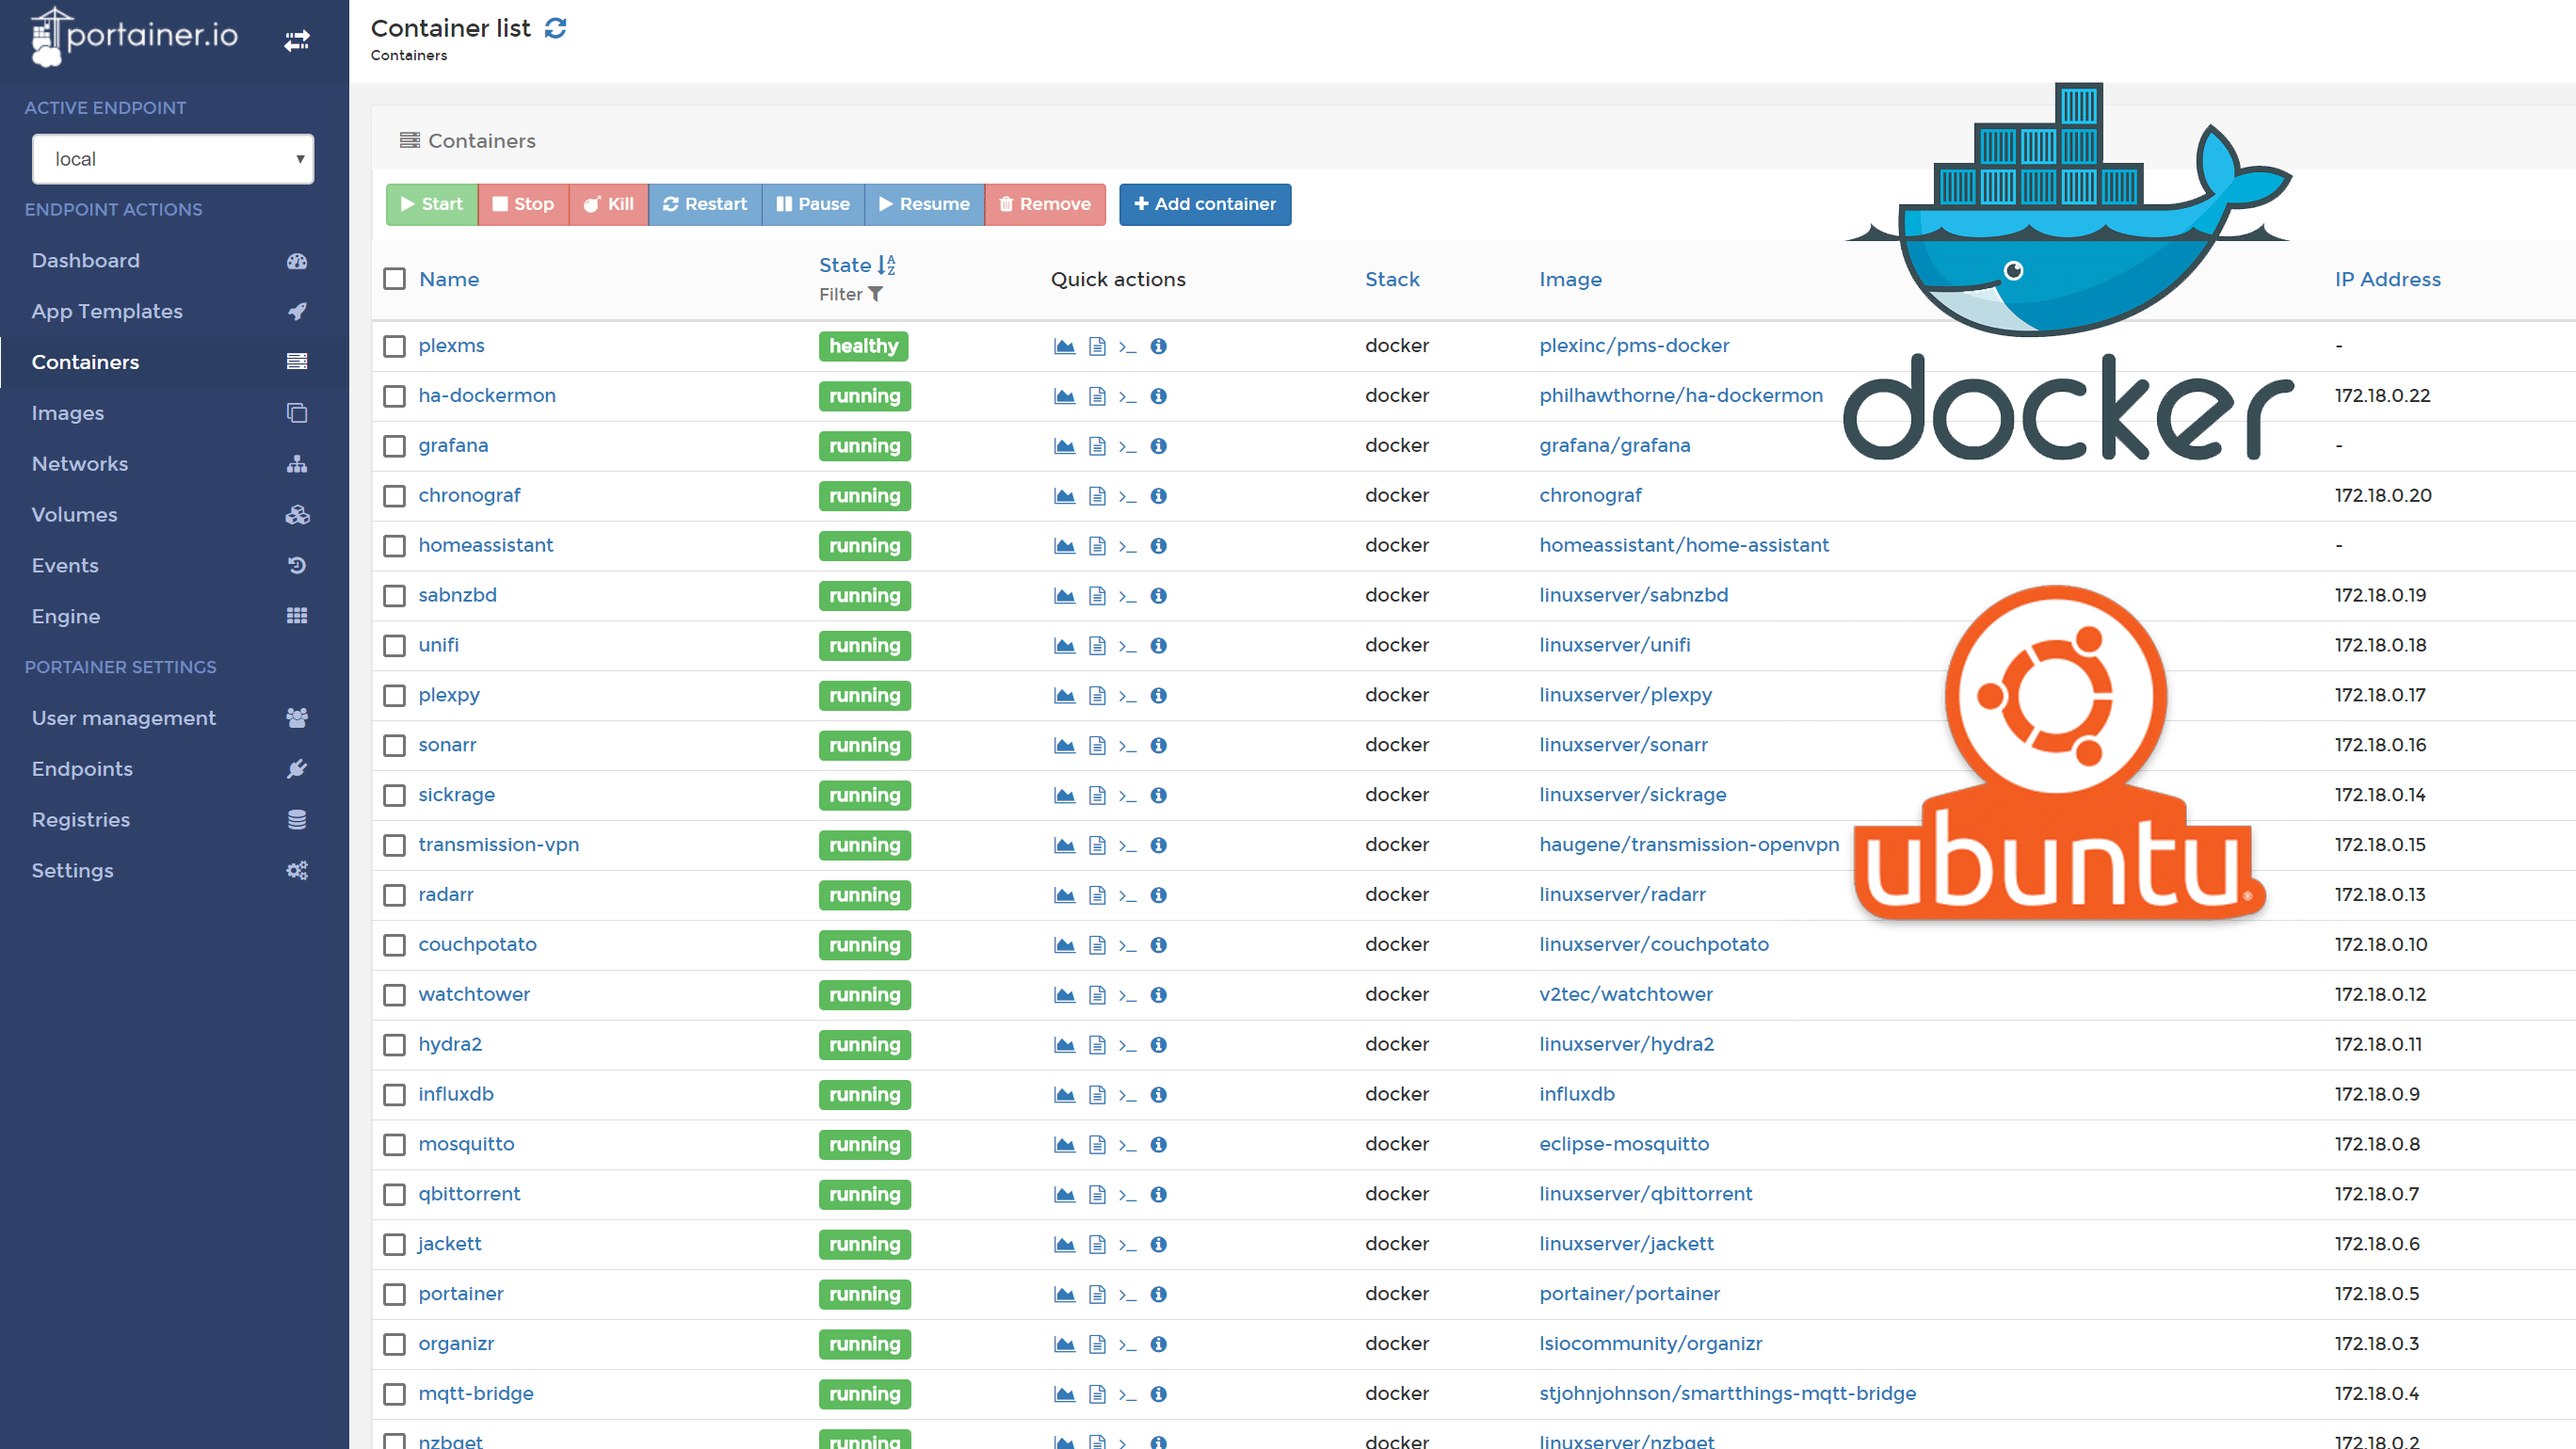 portainer.io
ACTIVE ENDPOINT
local
ENDPOINT ACTIONS
Dashboard
App Templates
Containers
Images
Networks
Volumes
Events
Engine
PORTAINER SETTINGS
User management
Endpoints
Registries
Settings
Container list
Containers
Containers
Start Stop Kill Restart Pause Resume Remove Add container
Name State Quick actions Stack Image IP Address
Filter
plexms healthy docker plexinc/pms-docker -
ha-dockermon running docker philhawthorne/ha-dockermon 172.18.0.22
grafana running docker grafana/grafana -
chronograf running docker chronograf 172.18.0.20
homeassistant running docker homeassistant/home-assistant -
sabnzbd running docker linuxserver/sabnzbd 172.18.0.19
unifi running docker linuxserver/unifi 172.18.0.18
plexpy running docker linuxserver/plexpy 172.18.0.17
sonarr running docker linuxserver/sonarr 172.18.0.16
sickrage running docker linuxserver/sickrage 172.18.0.14
transmission-vpn running docker haugene/transmission-openvpn 172.18.0.15
radarr running docker linuxserver/radarr 172.18.0.13
couchpotato running docker linuxserver/couchpotato 172.18.0.10
watchtower running docker v2tec/watchtower 172.18.0.12
hydra2 running docker linuxserver/hydra2 172.18.0.11
influxdb running docker influxdb 172.18.0.9
mosquitto running docker eclipse-mosquitto 172.18.0.8
qbittorrent running docker linuxserver/qbittorrent 172.18.0.7
jackett running docker linuxserver/jackett 172.18.0.6
portainer running docker portainer/portainer 172.18.0.5
organizr running docker lsiocommunity/organizr 172.18.0.3
mqtt-bridge running docker stjohnjohnson/smartthings-mqtt-bridge 172.18.0.4
nzbget running docker linuxserver/nzbget 172.18.0.2
docker
ubuntu®